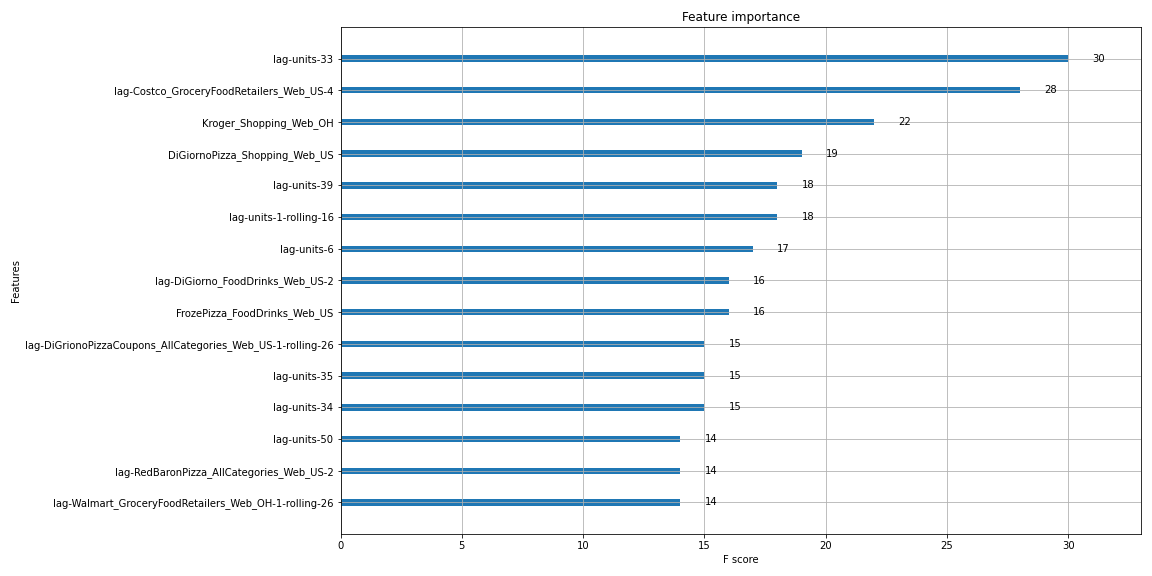 Feature importance
lag-units-33 30
lag-Costco_GroceryFoodRetailers_Web_US-4 28
Kroger_Shopping_Web_OH 22
DiGiornoPizza_Shopping_Web_US 19
lag-units-39 18
lag-units-1-rolling-16 18
lag-units-6 17
lag-DiGiorno_FoodDrinks_Web_US-2 16
FrozePizza_FoodDrinks_Web_US 16
lag-DiGrionoPizzaCoupons_AllCategories_Web_US-1-rolling-26 15
lag-units-35 15
lag-units-34 15
lag-units-50 14
lag-RedBaronPizza_AllCategories_Web_US-2 14
lag-Walmart_GroceryFoodRetailers_Web_OH-1-rolling-26 14
Features
0 5 10 15 20 25 30
F score